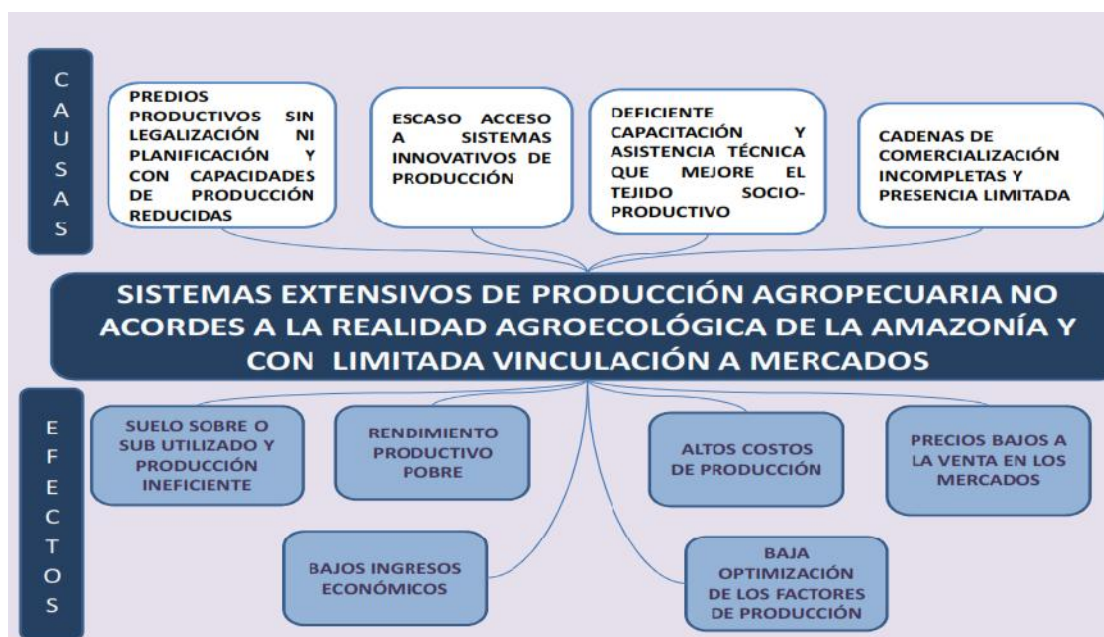 CAUSAS
PREDIOS
PRODUCTIVOS SIN
LEGALIZACIÓN NI
PLANIFICACIÓN Y
CON CAPACIDADES
DE PRODUCCIÓN
REDUCIDAS
ESCASO ACCESO
A SISTEMAS
INNOVATIVOS DE
PRODUCCIÓN
DEFICIENTE
CAPACITACIÓN Y
ASISTENCIA TÉCNICA
QUE MEJORE EL
TEJIDO SOCIO-
PRODUCTIVO
CADENAS DE
COMERCIALIZACIÓN
INCOMPLETAS Y
PRESENCIA LIMITADA
SISTEMAS EXTENSIVOS DE PRODUCCIÓN AGROPECUARIA NO
ACORDES A LA REALIDAD AGROECOLÓGICA DE LA AMAZONÍA Y
CON LIMITADA VINCULACIÓN A MERCADOS
EFECTOS
SUELO SOBRE O
SUB UTILIZADO Y
PRODUCCIÓN
INEFICIENTE
RENDIMIENTO
PRODUCTIVO
POBRE
ALTOS COSTOS
DE PRODUCCIÓN
PRECIOS BAJOS A
LA VENTA EN LOS
MERCADOS
BAJOS INGRESOS
ECONÓMICOS
BAJA
OPTIMIZACIÓN
DE LOS FACTORES
DE PRODUCCIÓN